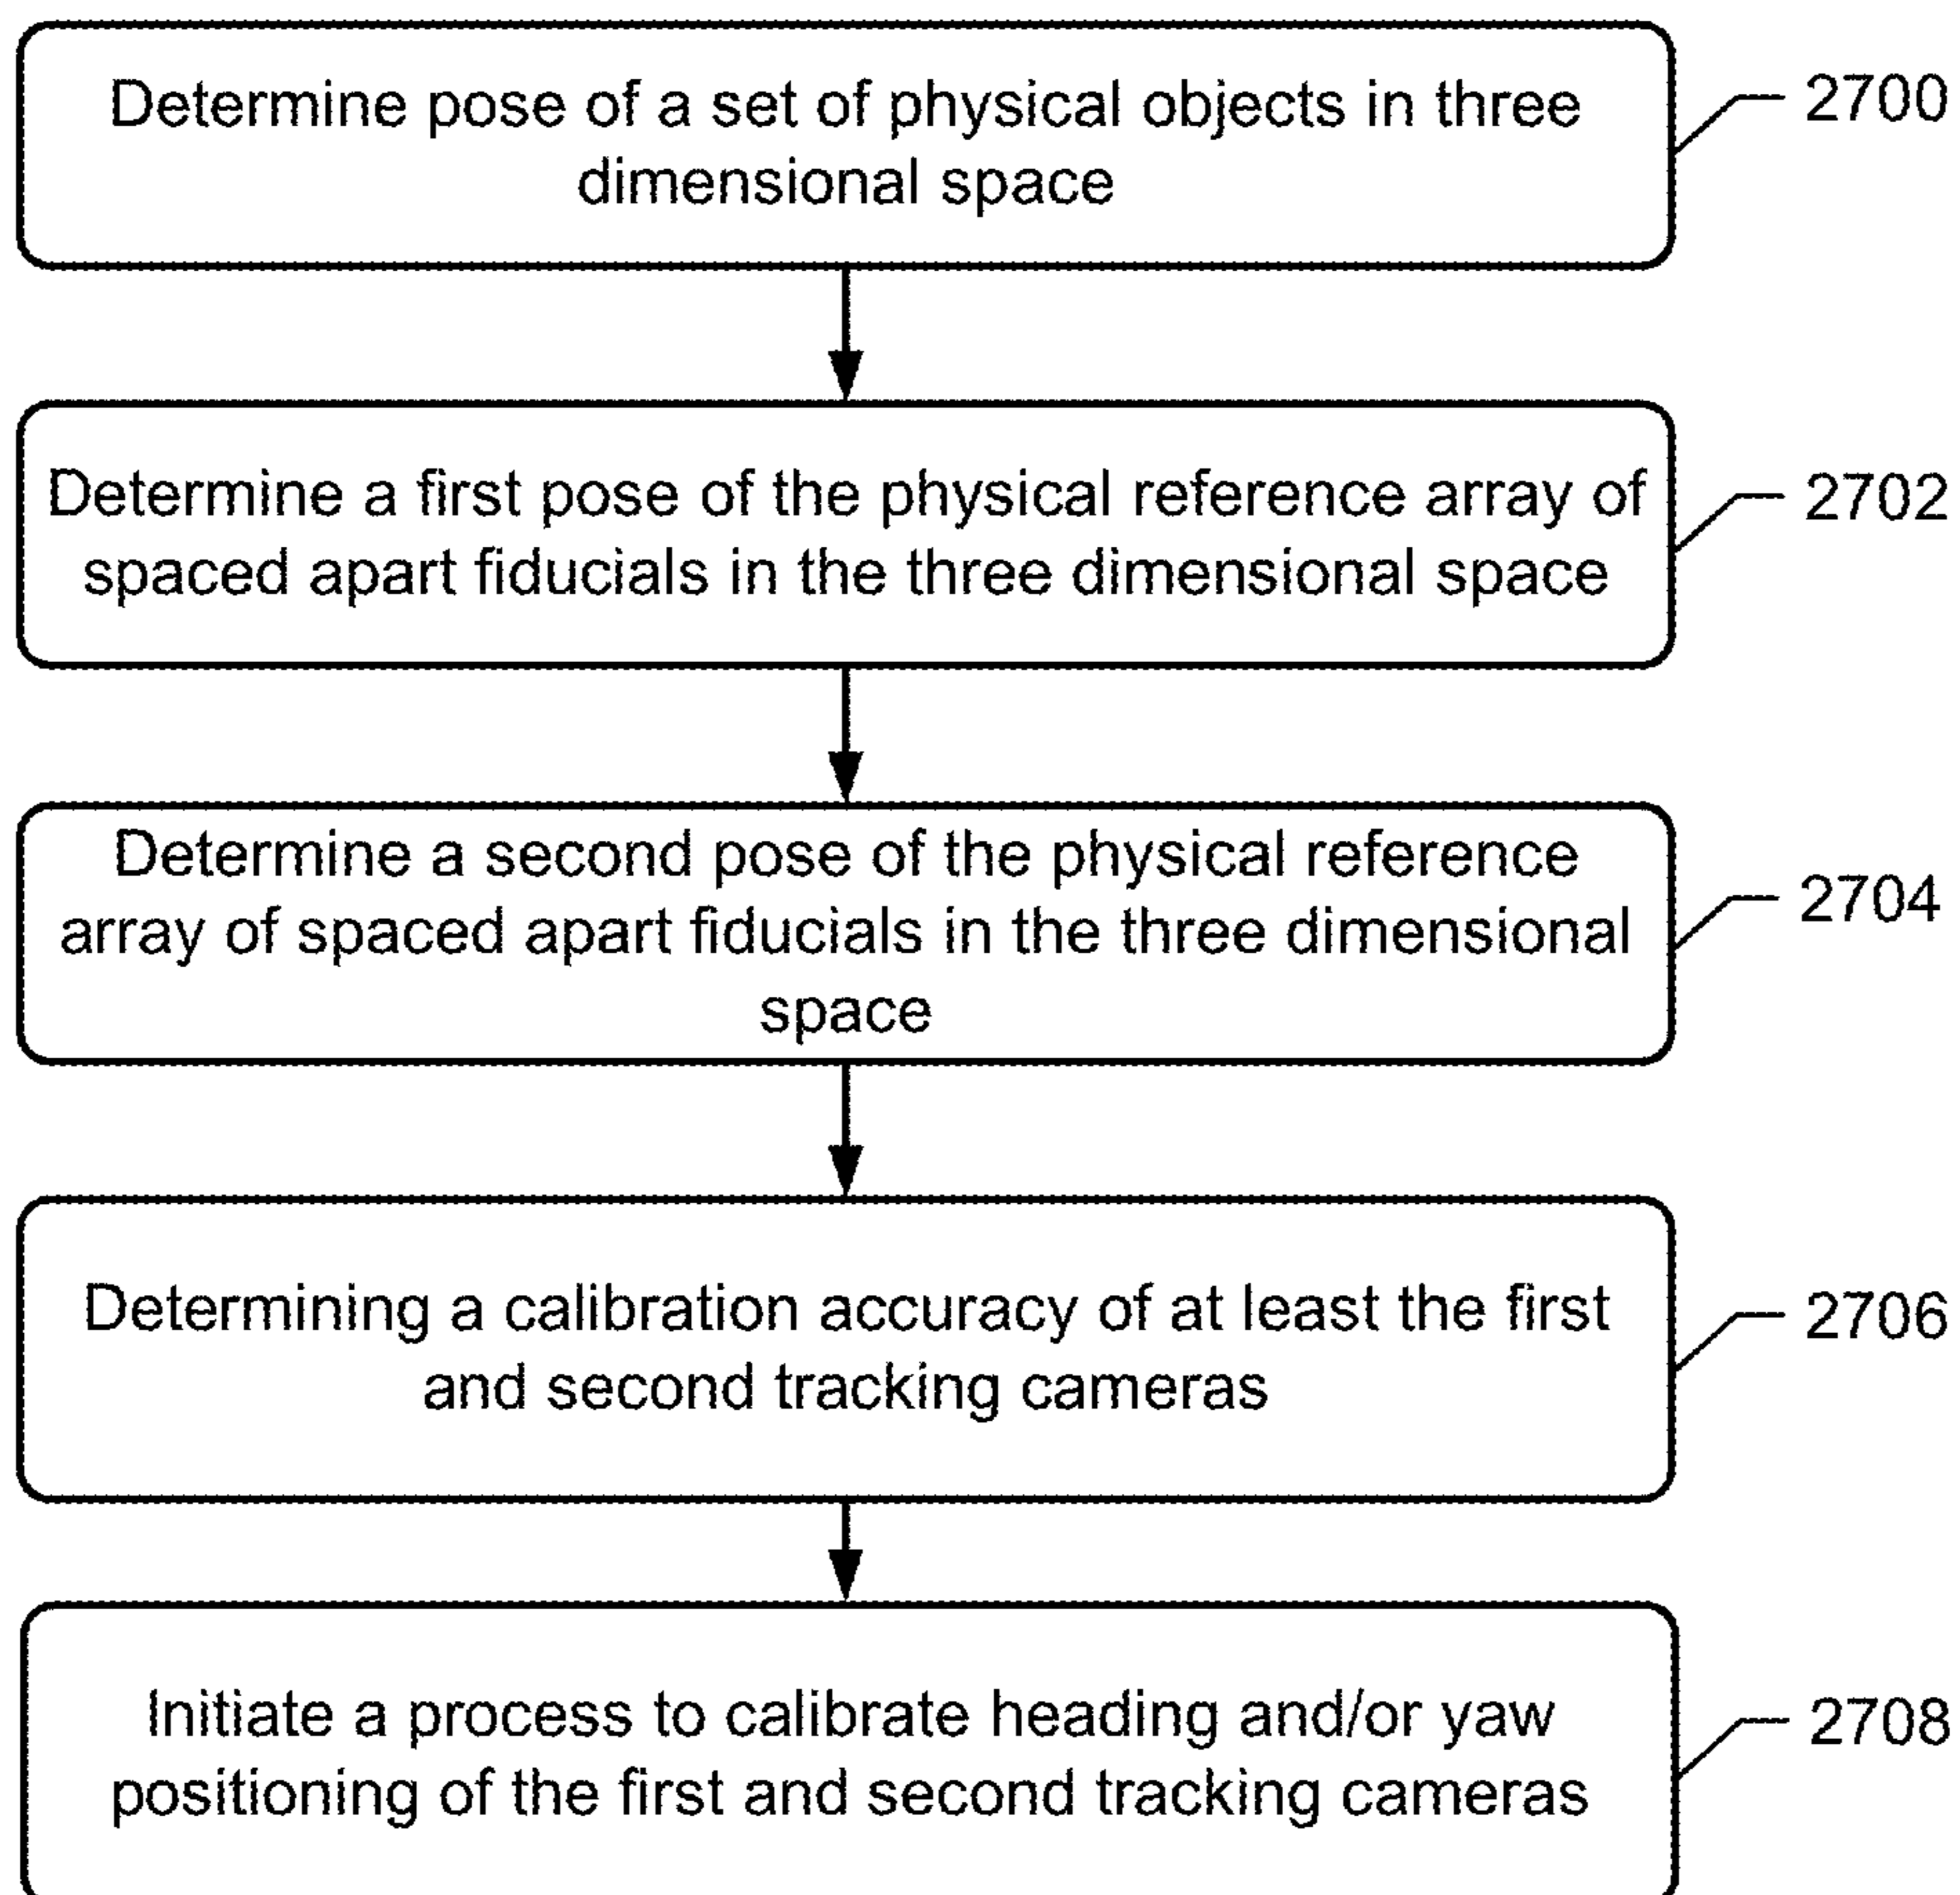 Determine pose of a set of physical objects in three
dimensional space
2700
Determine a first pose of the physical reference array of
spaced apart fiducials in the three dimensional space
2702
Determine a second pose of the physical reference
array of spaced apart fiducials in the three dimensional
space
2704
Determining a calibration accuracy of at least the first
and second tracking cameras
2706
Initiate a process to calibrate heading and/or yaw
positioning of the first and second tracking cameras
2708